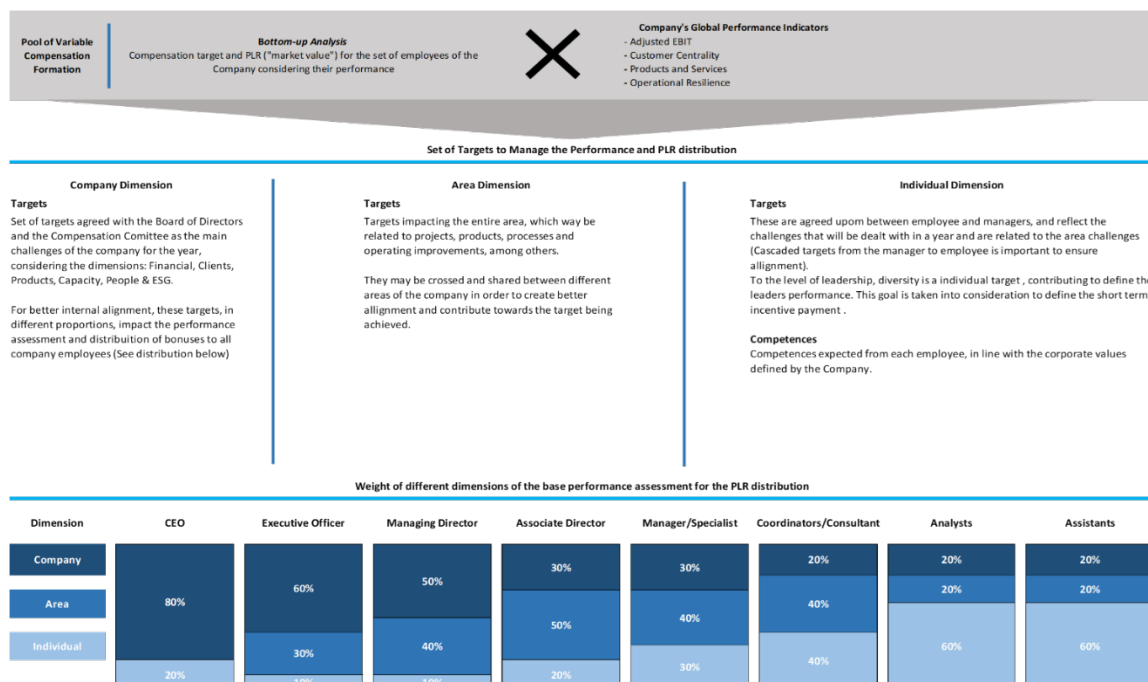 Pool of Variable
Compensation
Formation
Bottom-up Analysis
Compensation target and PLR ("market value") for the set of employees of the
Company considering their performance
Company's Global Performance Indicators
- Adjusted EBIT
- Customer Centrality
- Products and Services
- Operational Resilience
Set of Targets to Manage the Performance and PLR distribution
Company Dimension
Targets
Set of targets agreed with the Board of Directors
and the Compensation Comittee as the main
challenges of the company for the year,
considering the dimensions: Financial, Clients,
Products, Capacity, People & ESG.
For better internal alignment, these targets, in
different proportions, impact the performance
assessment and distribuition of bonuses to all
company employees (See distribution below)
Area Dimension
Targets
Targets impacting the entire area, which way be
related to projects, products, processes and
operating improvements, among others.
They may be crossed and shared between different
areas of the company in order to create better
allignment and contribute towards the target being
achieved.
Individual Dimension
Targets
These are agreed upom between employee and managers, and reflect the
challenges that will be dealt with in a year and are related to the area challenges
(Cascaded targets from the manager to employee is important to ensure
allignment).
To the level of leadership, diversity is a individual target , contributing to define the
leaders performance. This goal is taken into consideration to define the short term
incentive payment .
Competences
Competences expected from each employee, in line with the corporate values
defined by the Company.
Weight of different dimensions of the base performance assessment for the PLR distribution
Dimension CEO Executive Officer Managing Director Associate Director Manager/Specialist Coordinators/Consultant Analysts Assistants
Company 80% 60% 50% 30% 30% 20% 20% 20%
Area 30% 40% 50% 40% 40% 20% 20%
Individual 20% 10% 10% 20% 30% 40% 60% 60%